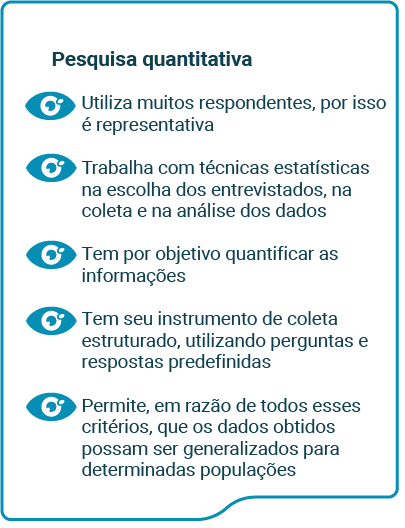 Pesquisa quantitativa
Utiliza muitos respondentes, por isso
é representativa
Trabalha com técnicas estatísticas
na escolha dos entrevistados, na
coleta e na análise dos dados
Tem por objetivo quantificar as
informações
Tem seu instrumento de coleta
estruturado, utilizando perguntas e
respostas predefinidas
Permite, em razão de todos esses
critérios, que os dados obtidos
possam ser generalizados para
determinadas populações